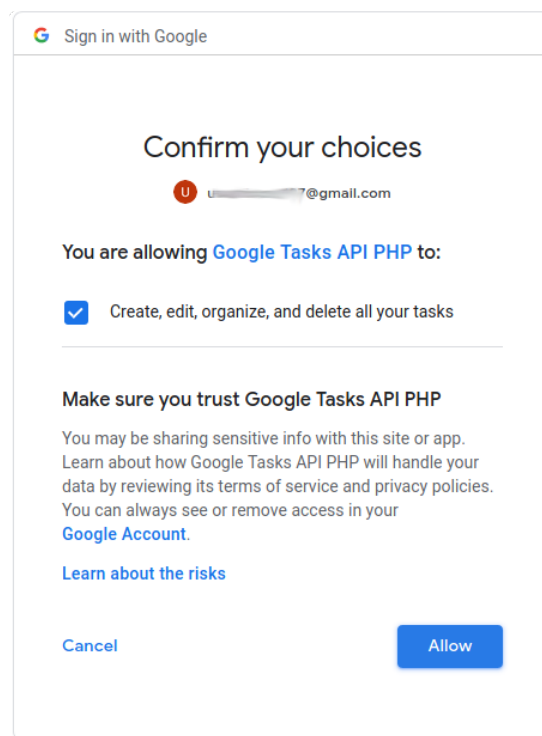 Sign in with Google
Confirm your choices
U
@gmail.com
You are allowing Google Tasks API PHP to:
Create, edit, organize, and delete all your tasks
Make sure you trust Google Tasks API PHP
You may be sharing sensitive info with this site or app.
Learn about how Google Tasks API PHP will handle your
data by reviewing its terms of service and privacy policies.
You can always see or remove access in your
Google Account.
Learn about the risks
Cancel
Allow